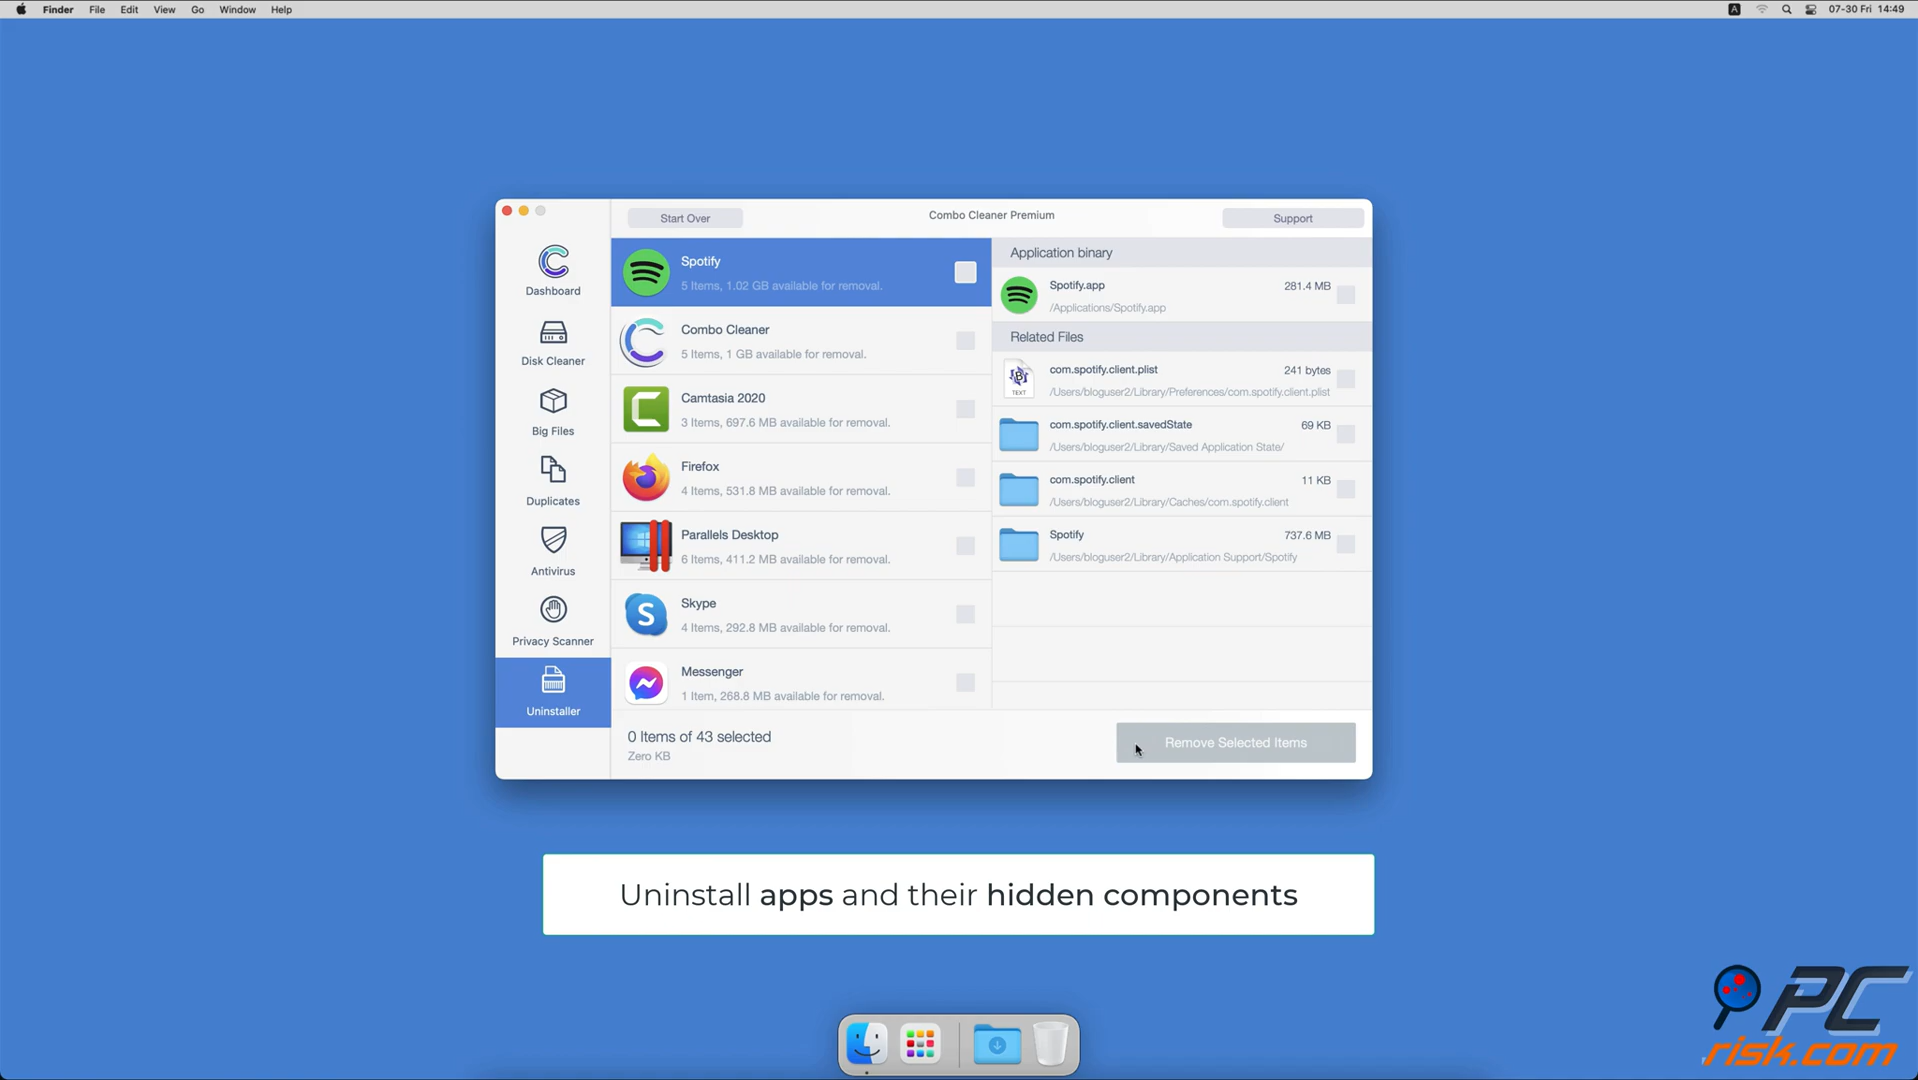 Finder File Edit View Go Window Help
A 07-30 Fri 14:49
Start Over
Combo Cleaner Premium
Support
Dashboard
Disk Cleaner
Big Files
Duplicates
Antivirus
Privacy Scanner
Uninstaller
Spotify
5 Items, 1.02 GB available for removal.
Combo Cleaner
5 Items, 1 GB available for removal.
Camtasia 2020
3 Items, 697.6 MB available for removal.
Firefox
4 Items, 531.8 MB available for removal.
Parallels Desktop
6 Items, 411.2 MB available for removal.
Skype
4 Items, 292.8 MB available for removal.
Messenger
1 Item, 268.8 MB available for removal.
Application binary
Spotify.app 281.4 MB
/Applications/Spotify.app
Related Files
com.spotify.client.plist 241 bytes
/Users/bloguser2/Library/Preferences/com.spotify.client.plist
TEXT
com.spotify.client.savedState 69 KB
/Users/bloguser2/Library/Saved Application State/
com.spotify.client 11 KB
/Users/bloguser2/Library/Caches/com.spotify.client
Spotify 737.6 MB
/Users/bloguser2/Library/Application Support/Spotify
0 Items of 43 selected
Zero KB
Remove Selected Items
Uninstall apps and their hidden components
PC
risk.com